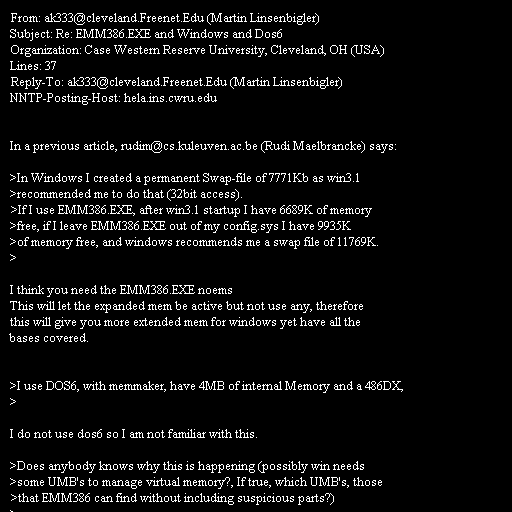 From: ak333@cleveland.Freenet.Edu (Martin Linsenbigler)
Subject: Re: EMM386.EXE and Windows and Dos6
Organization: Case Western Reserve University, Cleveland, OH (USA)
Lines: 37
Reply-To: ak333@cleveland.Freenet.Edu (Martin Linsenbigler)
NNTP-Posting-Host: hela.ins.cwru.edu
In a previous article, rudim@cs.kuleuven.ac.be (Rudi Maelbrancke) says:
>In Windows I created a permanent Swap-file of 7771Kb as win3.1
>recommended me to do that (32bit access).
>If I use EMM386.EXE, after win3.1 startup I have 6689K of memory
>free, if I leave EMM386.EXE out of my config.sys I have 9935K
>of memory free, and windows recommends me a swap file of 11769K.
>
I think you need the EMM386.EXE noems
This will let the expanded mem be active but not use any, therefore
this will give you more extended mem for windows yet have all the
bases covered.
>I use DOS6, with memmaker, have 4MB of internal Memory and a 486DX,
>
I do not use dos6 so I am not familiar with this.
>Does anybody knows why this is happening (possibly win needs
>some UMB's to manage virtual memory?, If true, which UMB's, those
>that EMM386 can find without including suspicious parts?)